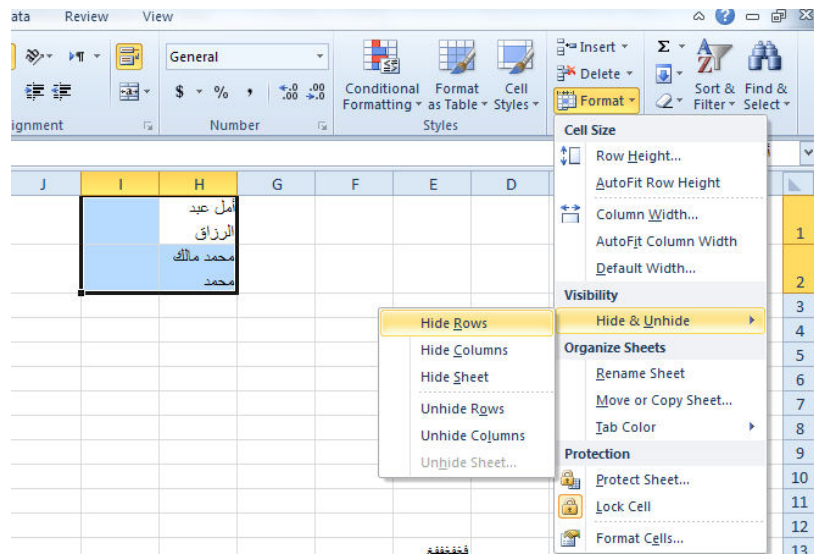 ata Review View
General
$ % , .00 .00
Conditional Formatting
Format as Table
Cell Styles
Insert
Delete
Format
Σ
Sort & Filter
Find & Select
ignment Number Styles
J I H G F E D
أمل عبد
الرزاق
محمد مالك
محمد
1
2
3
4
5
6
7
8
9
10
11
12
13
Cell Size
Row Height...
AutoFit Row Height
Column Width...
AutoFit Column Width
Default Width...
Visibility
Hide & Unhide
Organize Sheets
Rename Sheet
Move or Copy Sheet...
Tab Color
Protection
Protect Sheet...
Lock Cell
Format Cells...
Hide Rows
Hide Columns
Hide Sheet
Unhide Rows
Unhide Columns
Unhide Sheet...